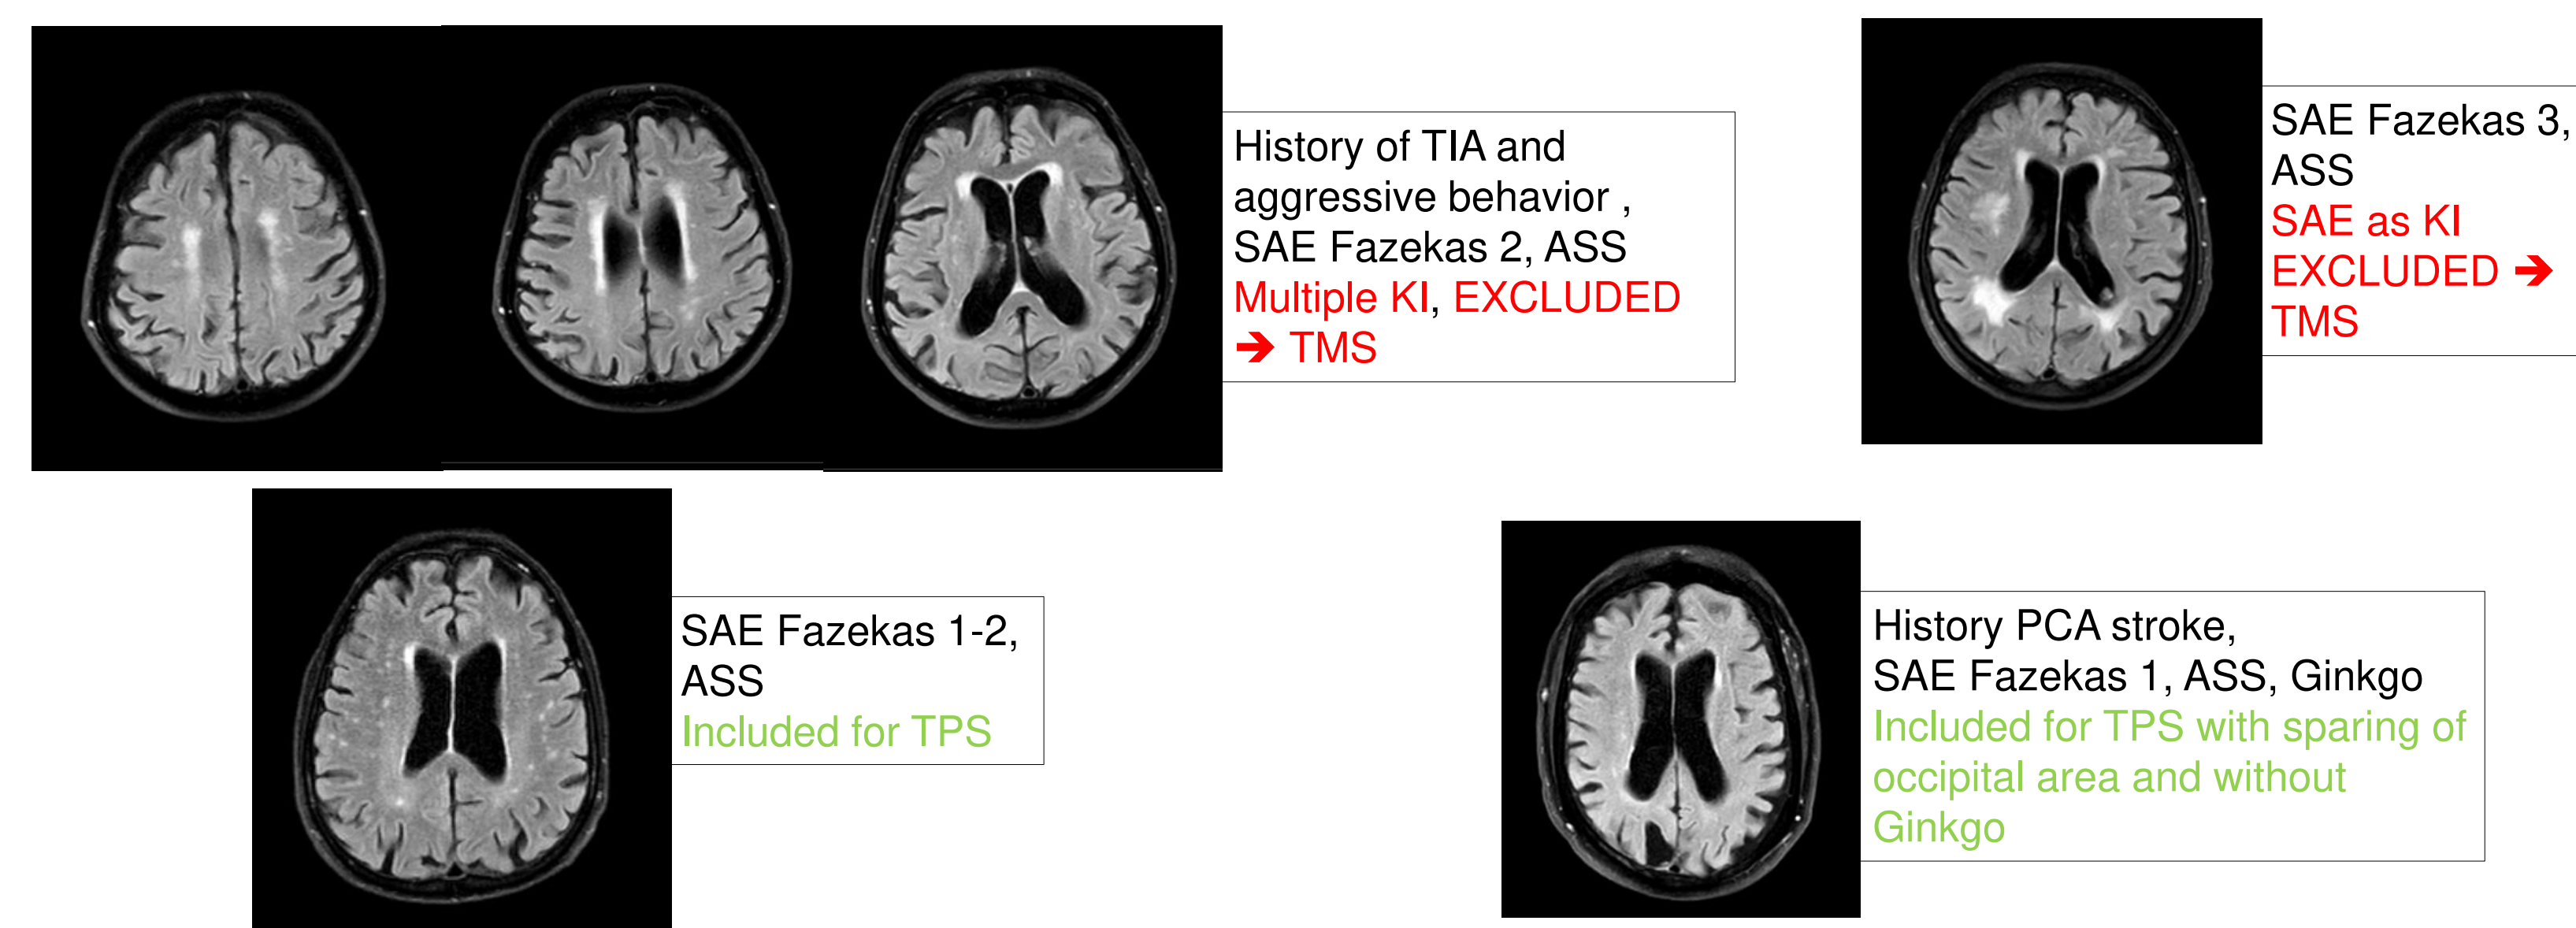 History of TIA and
aggressive behavior ,
SAE Fazekas 2, ASS
Multiple KI, EXCLUDED
➔ TMS
SAE Fazekas 3,
ASS
SAE as KI
EXCLUDED ➔
TMS
SAE Fazekas 1-2,
ASS
Included for TPS
History PCA stroke,
SAE Fazekas 1, ASS, Ginkgo
Included for TPS with sparing of
occipital area and without
Ginkgo